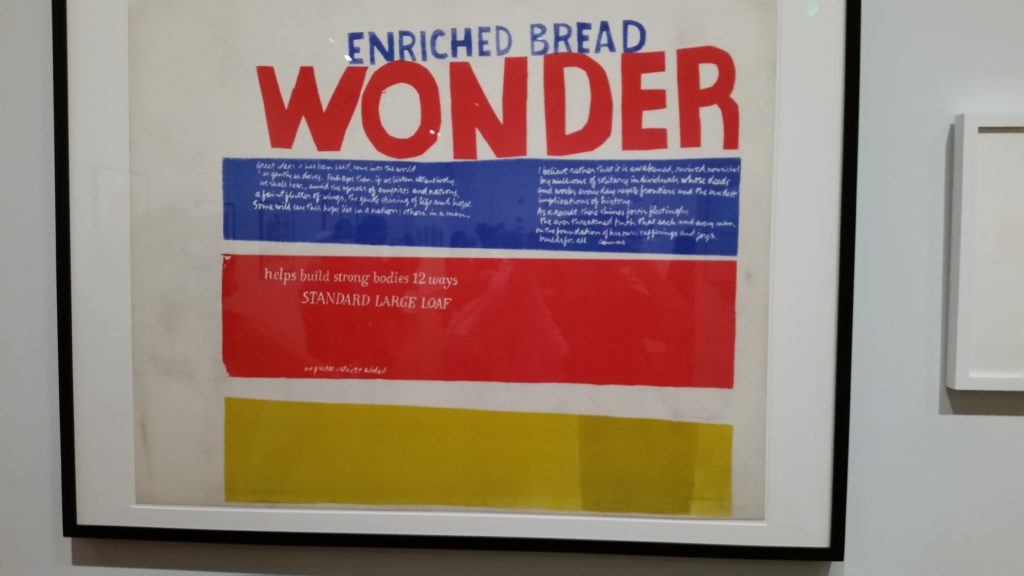 ENRICHED BREAD
WONDER
Great ideas it has been said, come into the world
as gently as doves. Perhaps then if we listen attentively,
we shall hear, amid the uproar of empires and nations,
a faint flutter of wings, the gentle stirring of life and hope.
Some will say this hope lies in a nation; others in a man.
I believe rather that it is awakened, revived, nourished
by millions of solitary individuals whose deeds
and works every day negate frontiers and the crudest
implications of history.
As a result, there shines forth fleetingly
the ever threatened truth that each and every man,
on the foundation of his own sufferings and joys,
builds for all Camus
helps build strong bodies 12 ways
STANDARD LARGE LOAF
no preservatives added